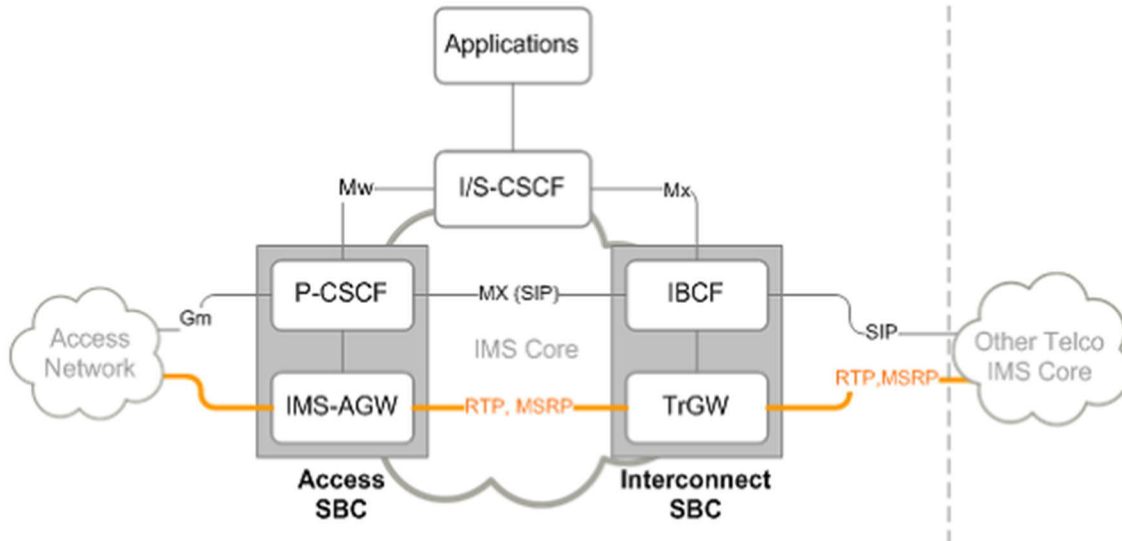 Applications
I/S-CSCF
Mw
Mx
P-CSCF
MX (SIP)
IBCF
Gm
SIP
Access
Network
IMS Core
Other Telco
IMS Core
IMS-AGW
RTP, MSRP
TrGW
RTP,MSRP
Access
SBC
Interconnect
SBC